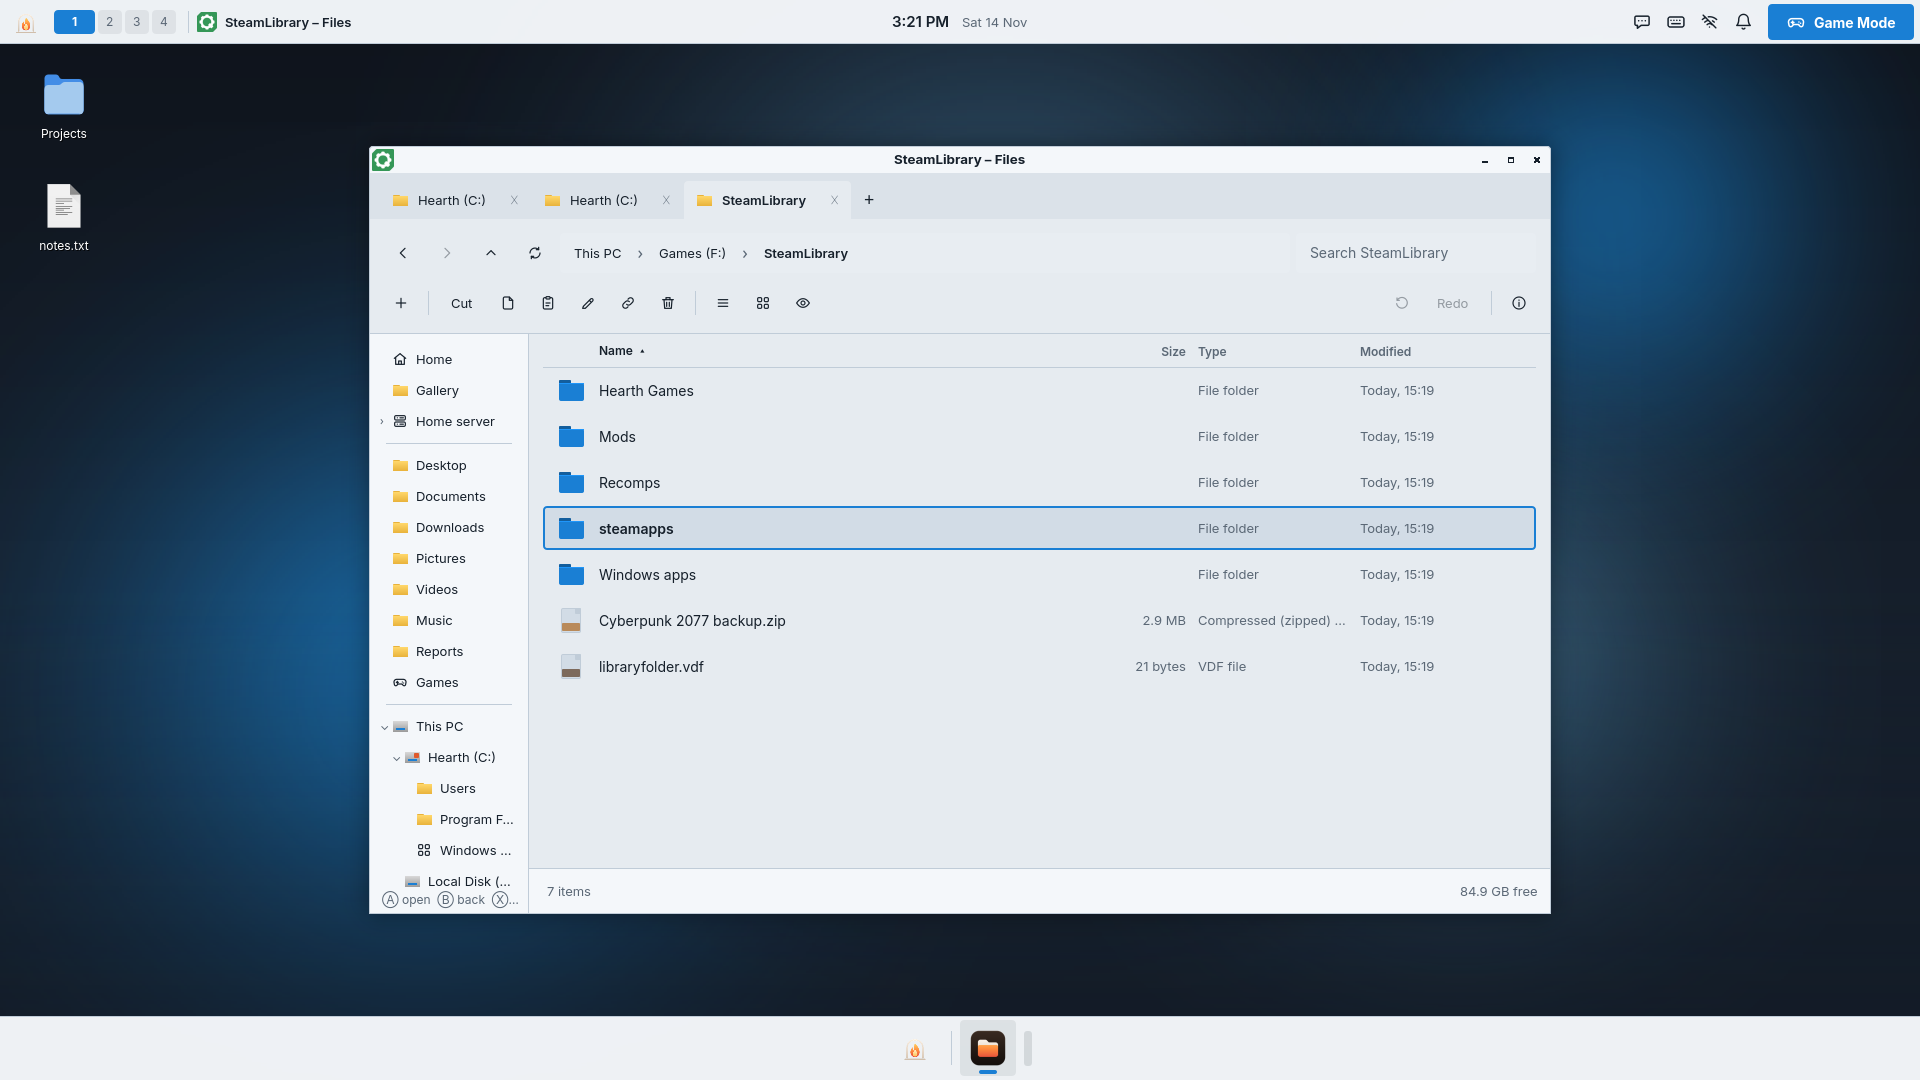 1 2 3 4 SteamLibrary – Files 3:21 PM Sat 14 Nov Game Mode
Projects
notes.txt
SteamLibrary – Files
Hearth (C:) X Hearth (C:) X SteamLibrary X +
This PC › Games (F:) › SteamLibrary Search SteamLibrary
Cut Redo
Home
Gallery
Home server
Desktop
Documents
Downloads
Pictures
Videos
Music
Reports
Games
This PC
Hearth (C:)
Users
Program F...
Windows ...
Local Disk (...
A open B back X...
Name Size Type Modified
Hearth Games File folder Today, 15:19
Mods File folder Today, 15:19
Recomps File folder Today, 15:19
steamapps File folder Today, 15:19
Windows apps File folder Today, 15:19
Cyberpunk 2077 backup.zip 2.9 MB Compressed (zipped) ... Today, 15:19
libraryfolder.vdf 21 bytes VDF file Today, 15:19
7 items 84.9 GB free